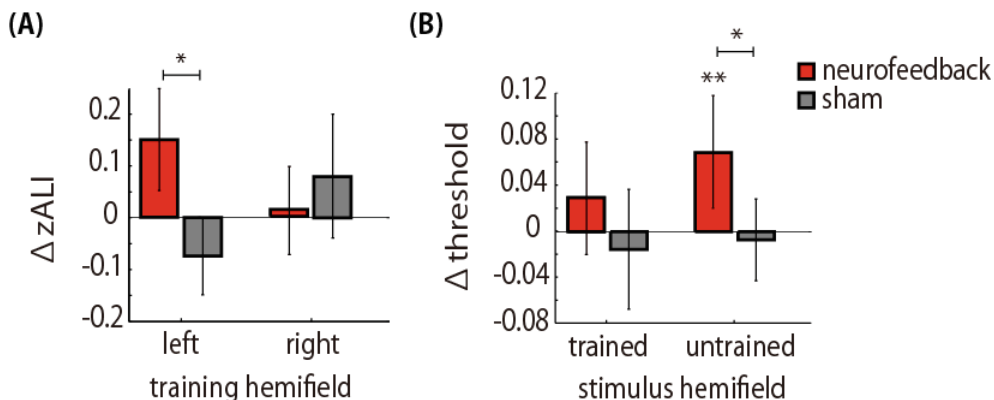 (A)
*
0.2
0.1
0
-0.1
-0.2
Δ zALI
left right
training hemifield
(B)
*
**
0.12
0.08
0.04
0
-0.04
-0.08
Δ threshold
trained untrained
stimulus hemifield
neurofeedback
sham